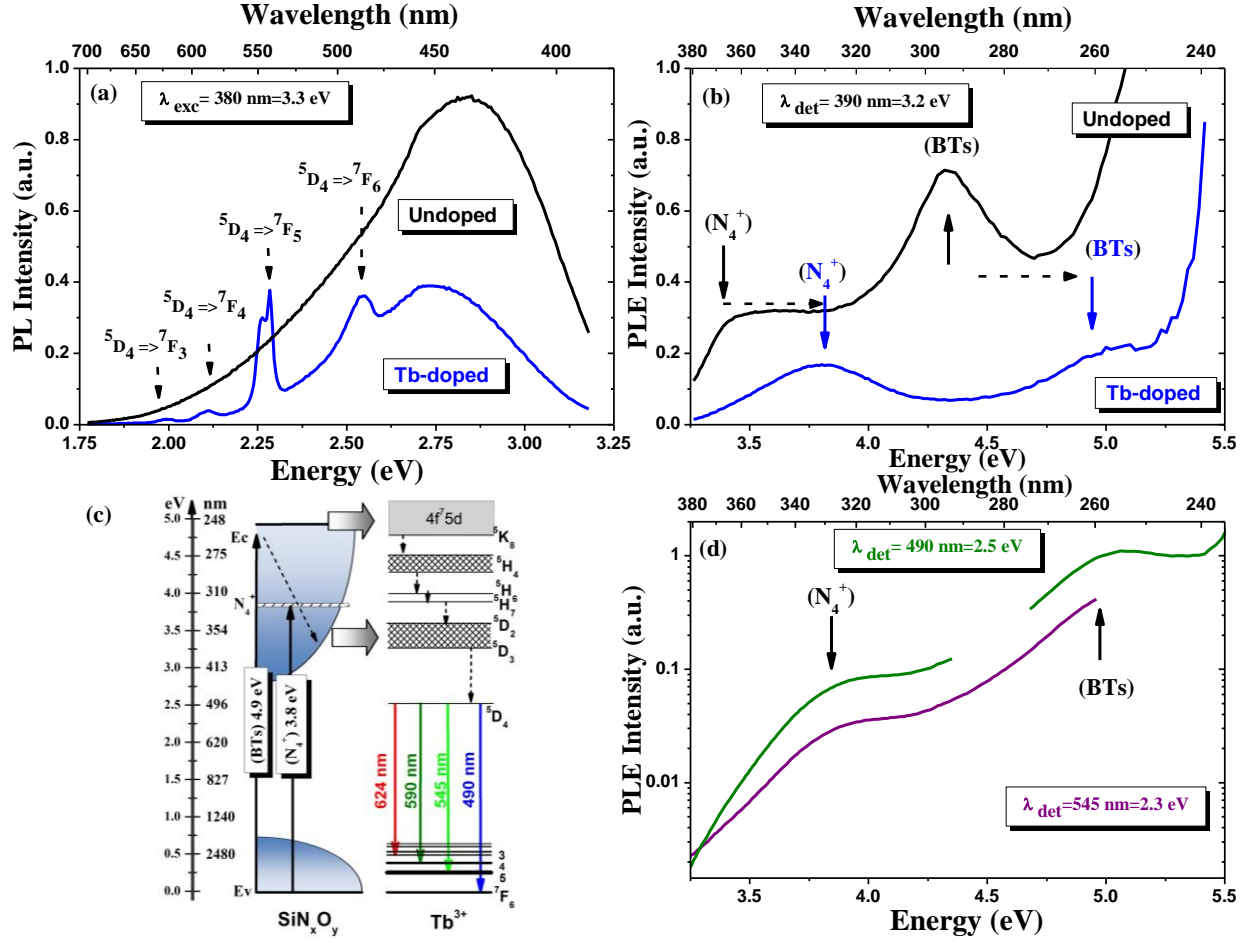 Wavelength (nm)
700 650 600 550 500 450 400
(a)
λ exc= 380 nm=3.3 eV
⁵D₄ =>⁷F₆
⁵D₄ =>⁷F₅
⁵D₄ =>⁷F₄
⁵D₄ =>⁷F₃
Undoped
Tb-doped
PL Intensity (a.u.)
1.0
0.8
0.6
0.4
0.2
0.0
1.75 2.00 2.25 2.50 2.75 3.00 3.25
Energy (eV)
Wavelength (nm)
380 360 340 320 300 280 260 240
(b)
λ det= 390 nm=3.2 eV
Undoped
(BTs)
(N₄⁺)
(N₄⁺)
(BTs)
Tb-doped
PLE Intensity (a.u.)
1.0
0.8
0.6
0.4
0.2
0.0
3.5 4.0 4.5 5.0 5.5
Energy (eV)
(c)
eV nm
5.0 248
4.5 275
4.0 310
3.5 354
3.0 413
2.5 496
2.0 620
1.5 827
1.0 1240
0.5 2480
0.0
Ec
N₄⁺
Ev
(BTs) 4.9 eV
(N₄⁺) 3.8 eV
4f⁷5d
⁵K₈
⁵H₄
⁵H₆
⁵H₇
⁵D₂
⁵D₃
⁵D₄
624 nm
590 nm
545 nm
490 nm
3
4
5
⁷F₆
SiNₓOᵧ
Tb³⁺
Wavelength (nm)
380 360 340 320 300 280 260 240
(d)
λ det= 490 nm=2.5 eV
(N₄⁺)
(BTs)
λ det=545 nm=2.3 eV
PLE Intensity (a.u.)
1
0.1
0.01
3.5 4.0 4.5 5.0 5.5
Energy (eV)